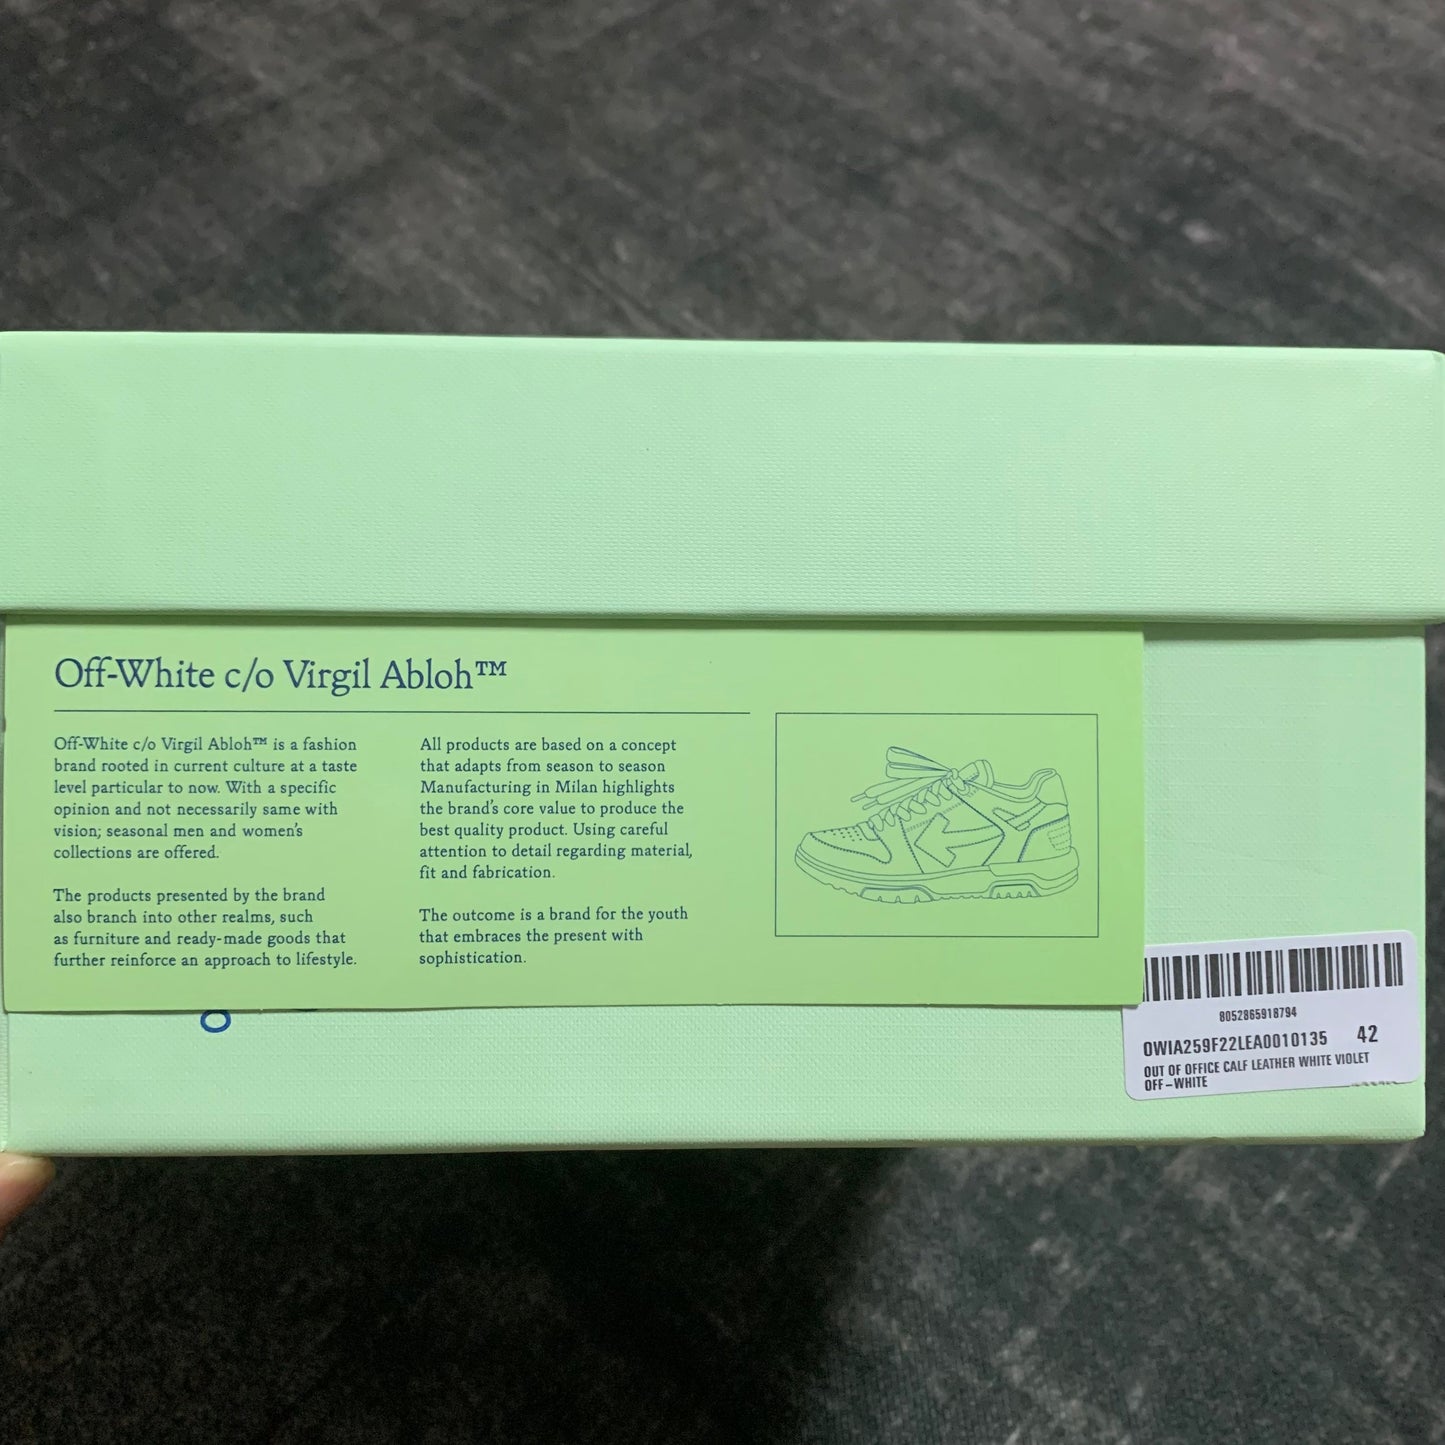 Off-White c/o Virgil Abloh™
Off-White c/o Virgil Abloh™ is a fashion
brand rooted in current culture at a taste
level particular to now. With a specific
opinion and not necessarily same with
vision; seasonal men and women's
collections are offered.
The products presented by the brand
also branch into other realms, such
as furniture and ready-made goods that
further reinforce an approach to lifestyle.
All products are based on a concept
that adapts from season to season
Manufacturing in Milan highlights
the brand's core value to produce the
best quality product. Using careful
attention to detail regarding material,
fit and fabrication.
The outcome is a brand for the youth
that embraces the present with
sophistication.
8052865918794
OWIA259F22LEA0010135 42
OUT OF OFFICE CALF LEATHER WHITE VIOLET
OFF-WHITE